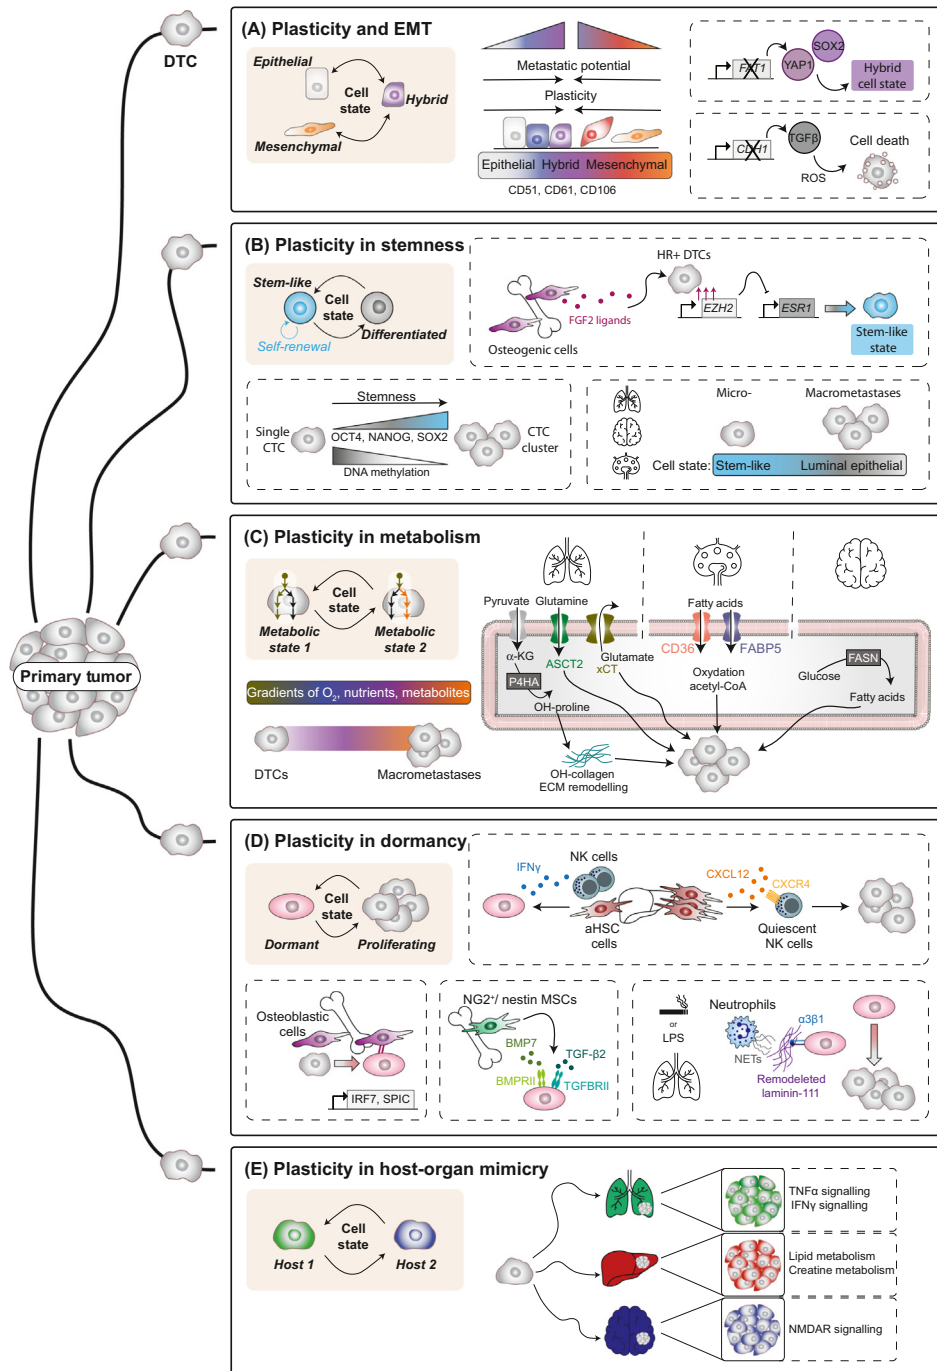 DTC
Primary tumor
(A) Plasticity and EMT
Epithelial
Cell
state
Hybrid
Mesenchymal
Metastatic potential
Plasticity
Epithelial Hybrid Mesenchymal
CD51, CD61, CD106
FAT1
YAP1
SOX2
Hybrid
cell state
CDH1
TGFβ
ROS
Cell death
(B) Plasticity in stemness
Stem-like
Cell
state
Self-renewal
Differentiated
Osteogenic cells
FGF2 ligands
HR+ DTCs
EZH2
ESR1
Stem-like
state
Stemness
Single
CTC
OCT4, NANOG, SOX2
DNA methylation
CTC
cluster
Micro-
Macrometastases
Cell state:
Stem-like
Luminal epithelial
(C) Plasticity in metabolism
Cell
state
Metabolic
state 1
Metabolic
state 2
Gradients of O2, nutrients, metabolites
DTCs
Macrometastases
Pyruvate
Glutamine
Fatty acids
α-KG
ASCT2
Glutamate
xCT
CD36
FABP5
P4HA
OH-proline
Oxydation
acetyl-CoA
FASN
Glucose
Fatty acids
OH-collagen
ECM remodelling
(D) Plasticity in dormancy
Cell
state
Dormant
Proliferating
IFNγ
NK cells
aHSC
cells
CXCL12
CXCR4
Quiescent
NK cells
Osteoblastic
cells
IRF7, SPIC
NG2+/ nestin MSCs
BMP7
TGF-β2
BMPRII
TGFBRII
or
LPS
Neutrophils
NETs
α3β1
Remodeleted
laminin-111
(E) Plasticity in host-organ mimicry
Cell
state
Host 1
Host 2
TNFα signalling
IFNγ signalling
Lipid metabolism
Creatine metabolism
NMDAR signalling